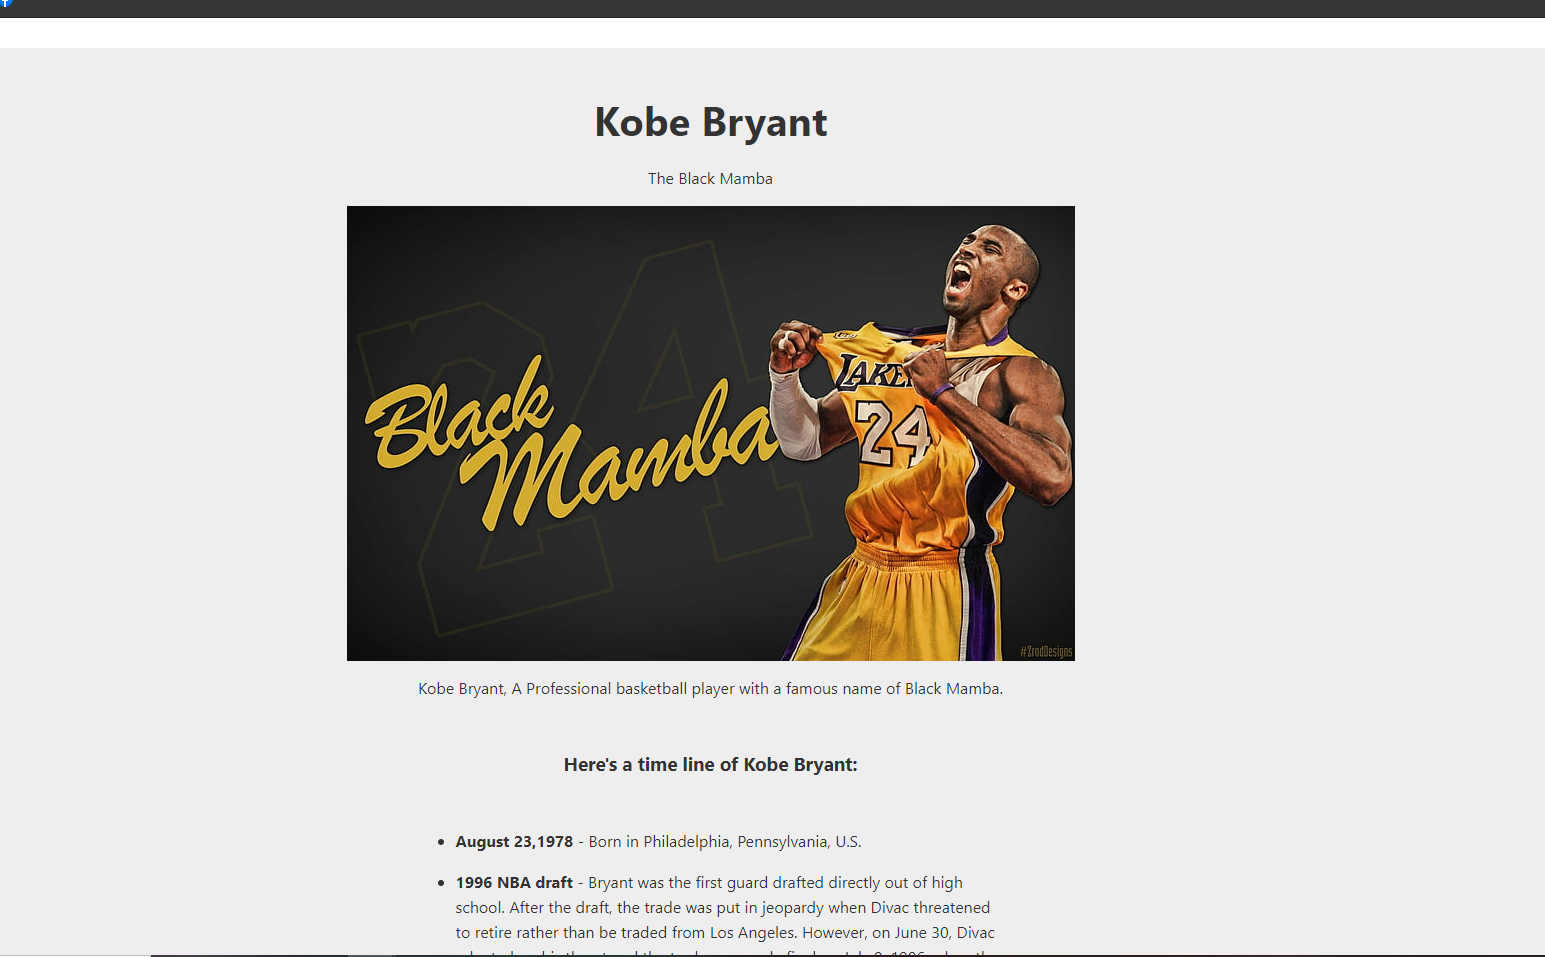 Kobe Bryant
The Black Mamba
Black
Mamba
LAKE
24
#ZrodDesigns
Kobe Bryant, A Professional basketball player with a famous name of Black Mamba.
Here's a time line of Kobe Bryant:
• August 23,1978 - Born in Philadelphia, Pennsylvania, U.S.
• 1996 NBA draft - Bryant was the first guard drafted directly out of high
school. After the draft, the trade was put in jeopardy when Divac threatened
to retire rather than be traded from Los Angeles. However, on June 30, Divac